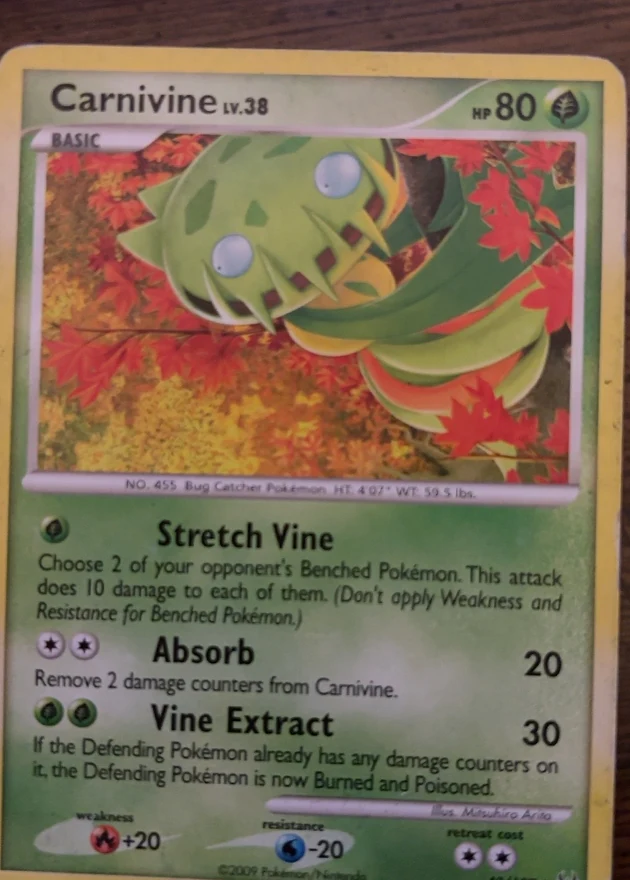 Carnivine LV.38 HP 80
BASIC
NO. 455 Bug Catcher Pokémon HT: 4'07" WT: 59.5 lbs.
Stretch Vine
Choose 2 of your opponent's Benched Pokémon. This attack
does 10 damage to each of them. (Don't apply Weakness and
Resistance for Benched Pokémon.)
Absorb 20
Remove 2 damage counters from Carnivine.
Vine Extract 30
If the Defending Pokémon already has any damage counters on
it, the Defending Pokémon is now Burned and Poisoned.
Illus. Mitsuhiro Arita
weakness resistance retreat cost
+20 -20
©2009 Pokémon/Nintendo